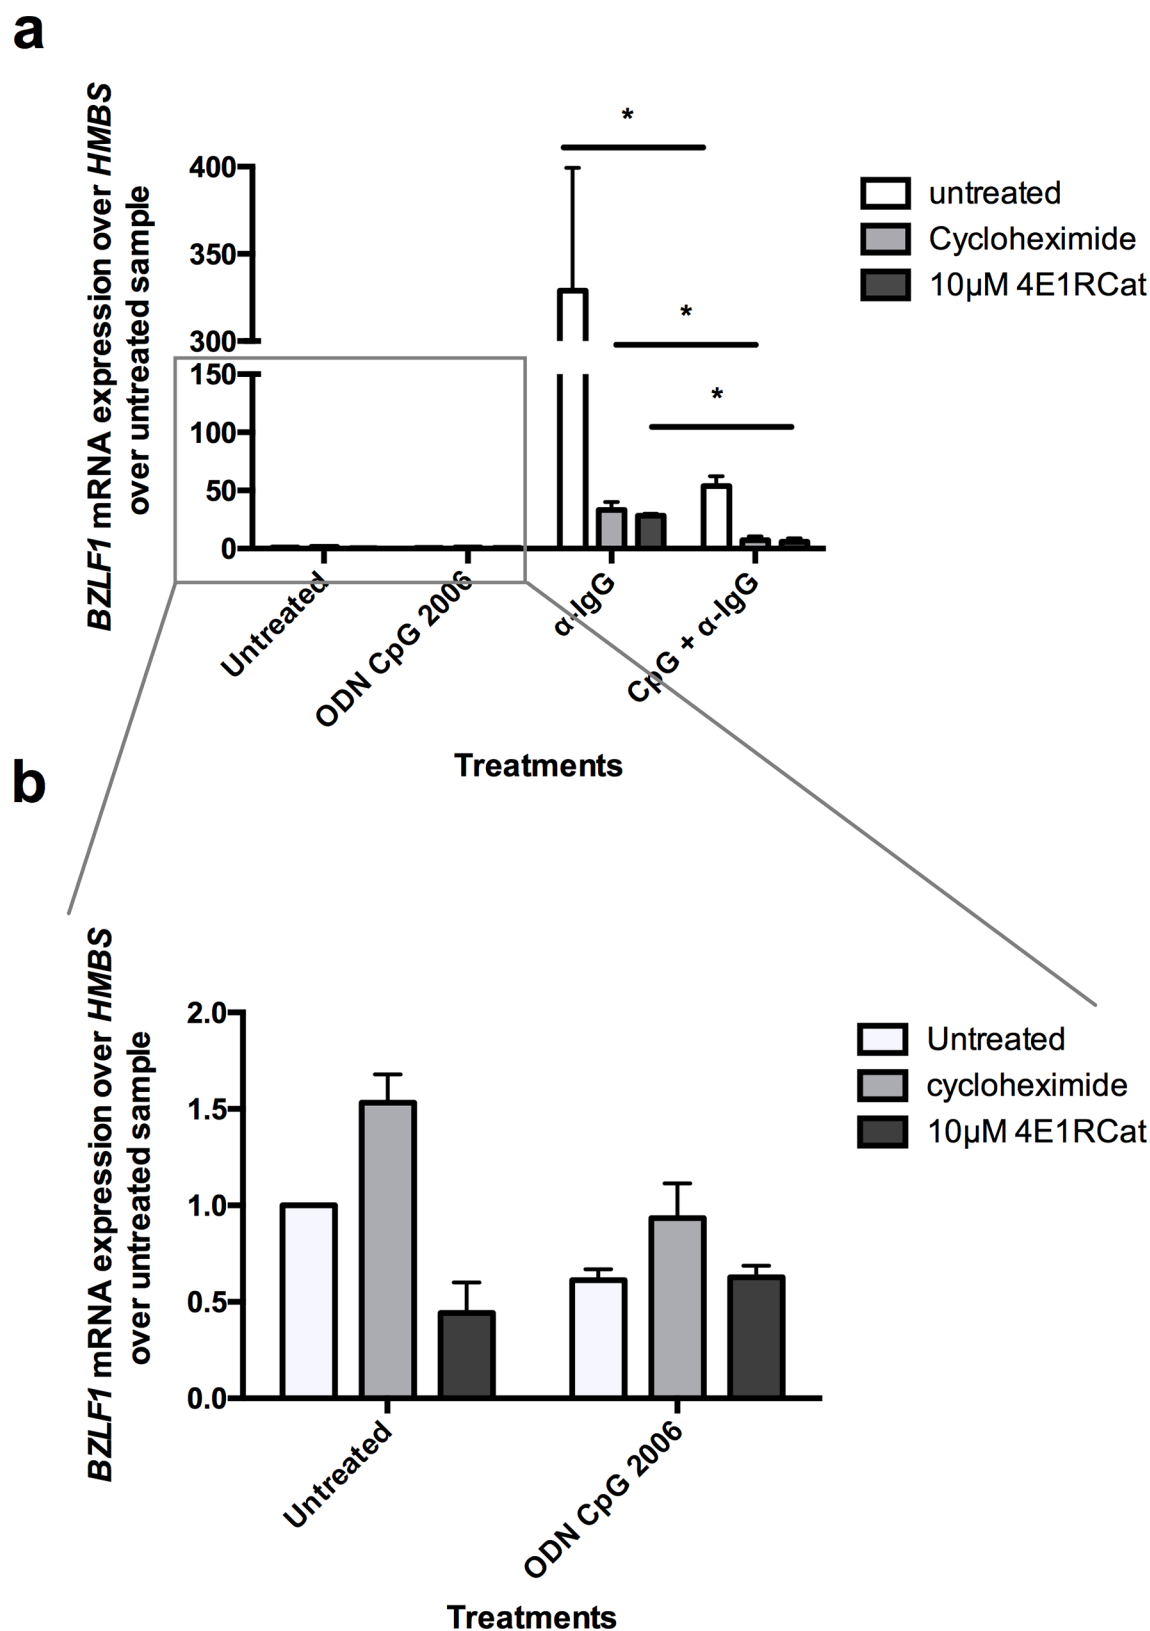 a
BZLF1 mRNA expression over HMBS
over untreated sample
400
350
300
150
100
50
0
*
*
*
untreated
Cycloheximide
10µM 4E1RCat
Untreated
ODN CpG 2006
α-IgG
CpG + α-IgG
Treatments
b
BZLF1 mRNA expression over HMBS
over untreated sample
2.0
1.5
1.0
0.5
0.0
Untreated
cycloheximide
10µM 4E1RCat
Untreated
ODN CpG 2006
Treatments